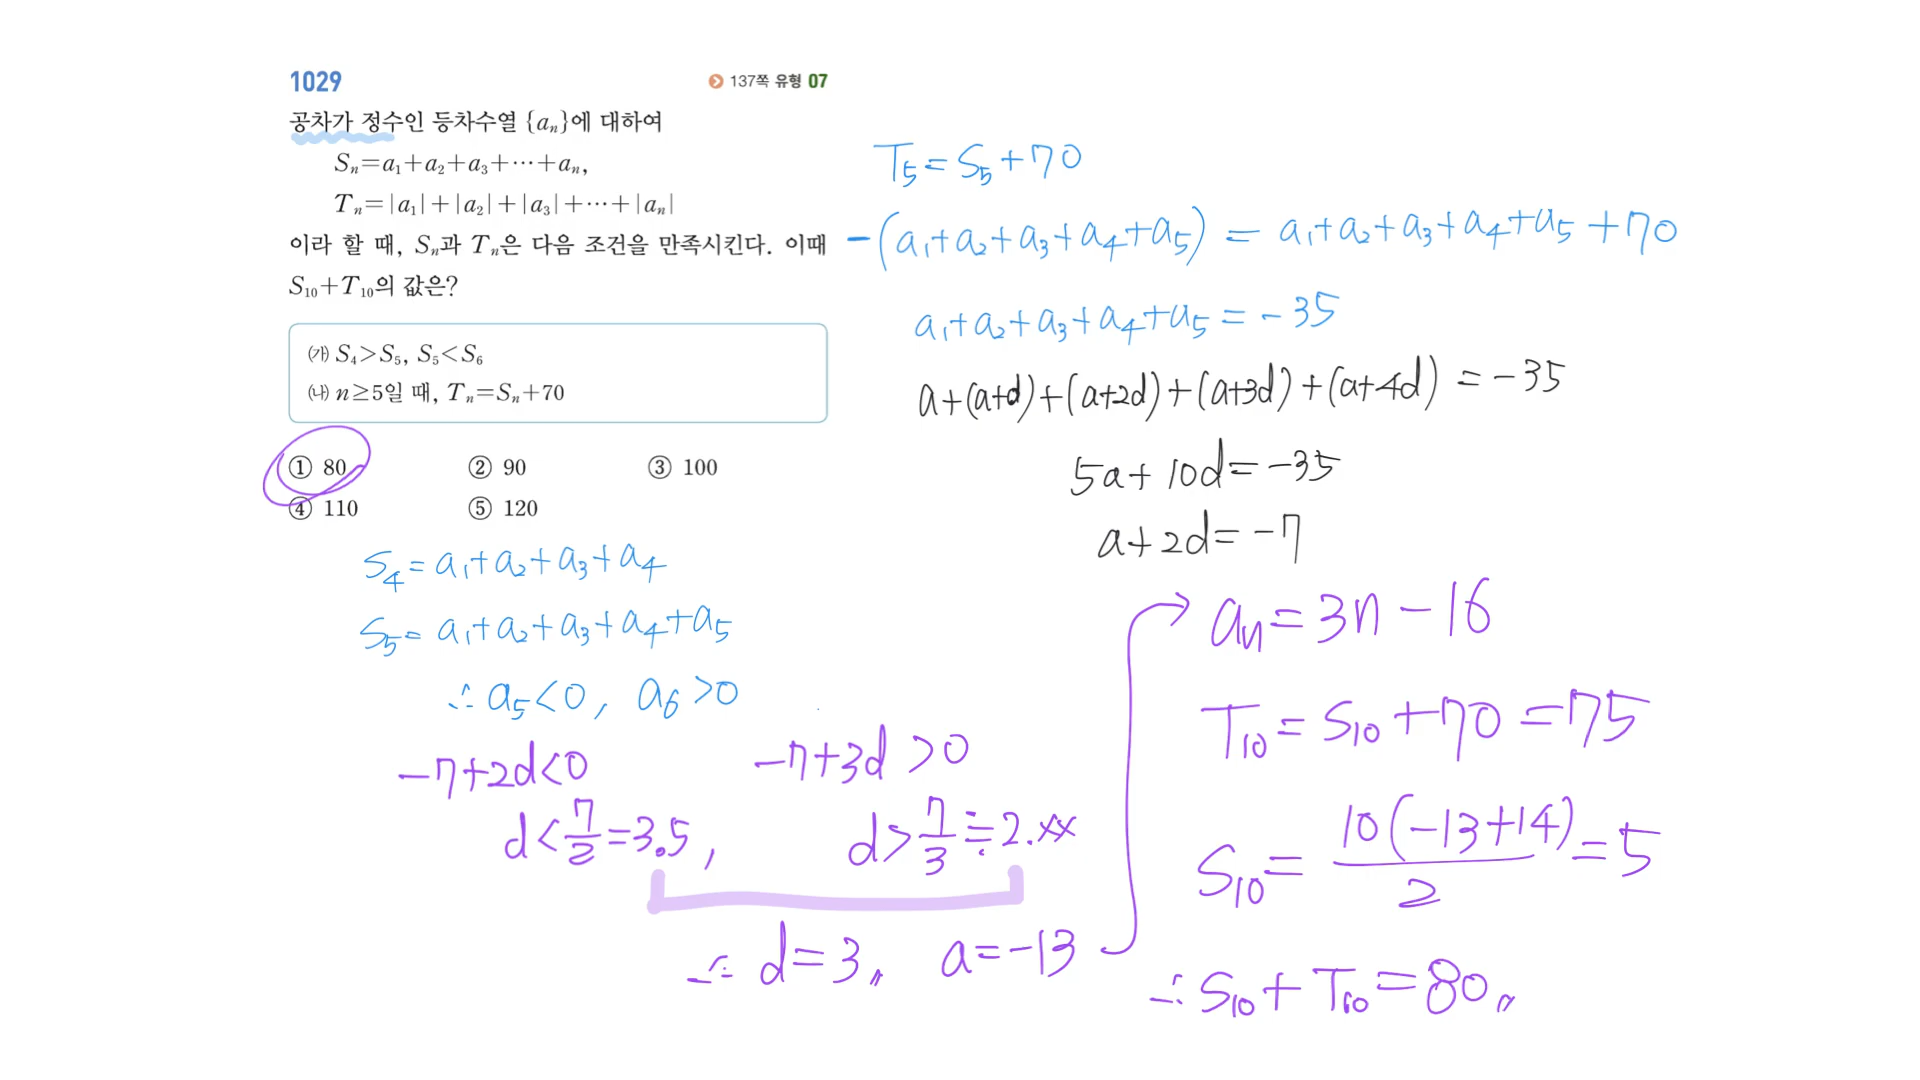 1029
137쪽 유형 07
공차가 정수인 등차수열 {aₙ}에 대하여
Sₙ=a₁+a₂+a₃+⋯+aₙ,
Tₙ=|a₁|+|a₂|+|a₃|+⋯+|aₙ|
이라 할 때, Sₙ과 Tₙ은 다음 조건을 만족시킨다. 이때
S₁₀+T₁₀의 값은?
㈎ S₄>S₅, S₅<S₆
㈏ n≥5일 때, Tₙ=Sₙ+70
① 80 ② 90 ③ 100
④ 110 ⑤ 120
S₄=a₁+a₂+a₃+a₄
S₅=a₁+a₂+a₃+a₄+a₅
∴ a₅<0, a₆>0
-7+2d<0 -7+3d>0
d<7/2=3.5, d>7/3≒2.××
∴ d=3〃 a=-13
T₅=S₅+70
-(a₁+a₂+a₃+a₄+a₅) = a₁+a₂+a₃+a₄+a₅+70
a₁+a₂+a₃+a₄+a₅=-35
a+(a+d)+(a+2d)+(a+3d)+(a+4d)=-35
5a+10d=-35
a+2d=-7
aₙ=3n-16
T₁₀=S₁₀+70=75
S₁₀=10(-13+14)/2=5
∴ S₁₀+T₁₀=80〃